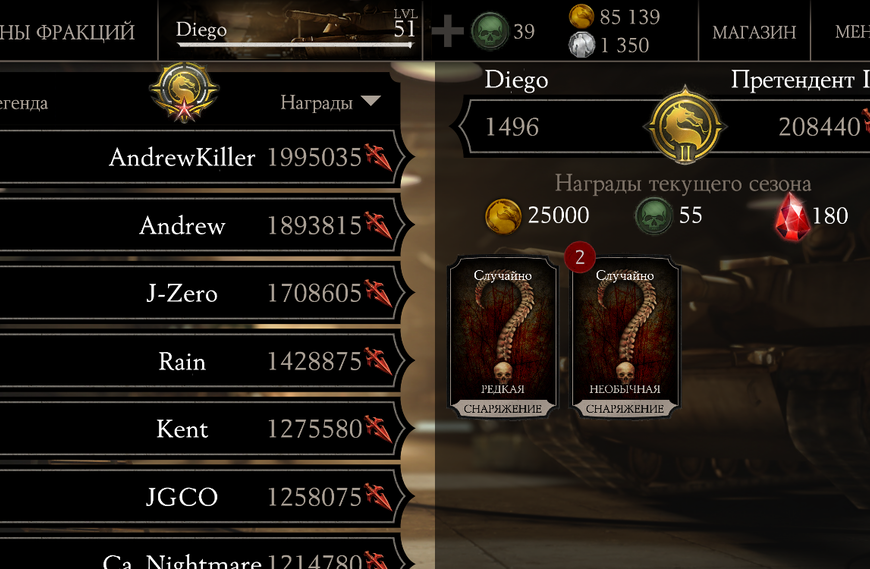 НЫ ФРАКЦИЙ
Diego
LVL
51
39
85 139
1 350
МАГАЗИН
МЕН
егенда
Награды
AndrewKiller 1995035
Andrew 1893815
J-Zero 1708605
Rain 1428875
Kent 1275580
JGCO 1258075
Ca_Nightmare 1214780
Diego
Претендент I
1496
II
208440
Награды текущего сезона
25000
55
180
Случайно
РЕДКАЯ
СНАРЯЖЕНИЕ
2
Случайно
НЕОБЫЧНАЯ
СНАРЯЖЕНИЕ